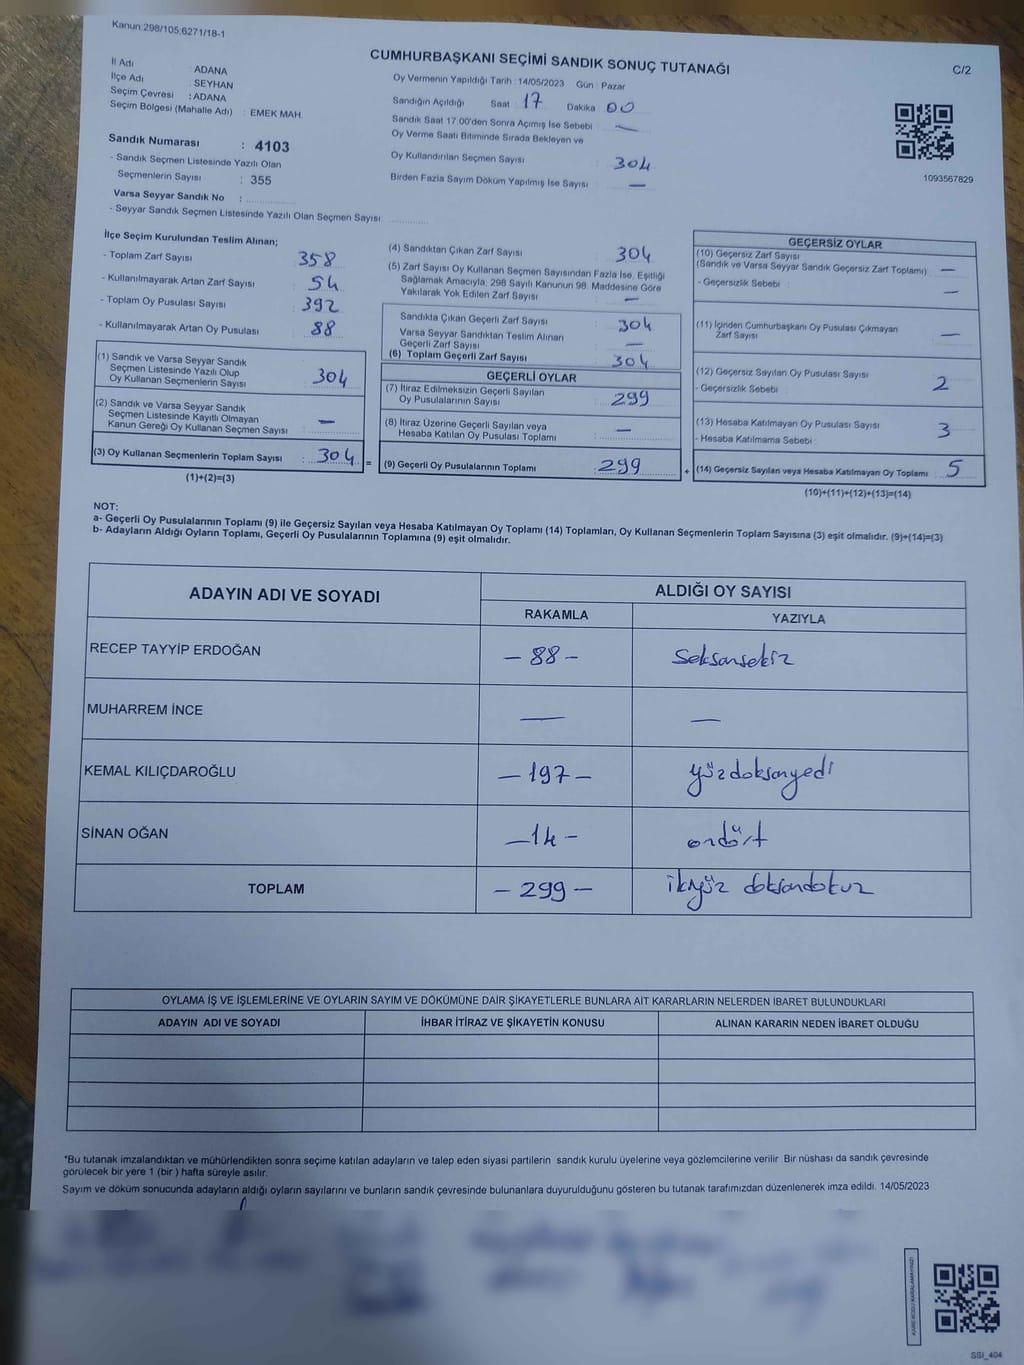 Kanun:298/105;6271/18-1
CUMHURBAŞKANI SEÇİMİ SANDIK SONUÇ TUTANAĞI
C/2
İl Adı : ADANA
İlçe Adı : SEYHAN
Seçim Çevresi : ADANA
Seçim Bölgesi (Mahalle Adı) : EMEK MAH.
Oy Vermenin Yapıldığı Tarih : 14/05/2023 Gün : Pazar
Sandığın Açıldığı Saat : 17 Dakika 00
Sandık Saat 17:00'den Sonra Açımış İse Sebebi : —
Oy Verme Saati Bitiminde Sırada Bekleyen ve
Oy Kullandırılan Seçmen Sayısı : 304
Birden Fazla Sayım Döküm Yapılmış İse Sayısı : —
1093567829
Sandık Numarası : 4103
- Sandık Seçmen Listesinde Yazılı Olan
Seçmenlerin Sayısı : 355
Varsa Seyyar Sandık No :
- Seyyar Sandık Seçmen Listesinde Yazılı Olan Seçmen Sayısı
İlçe Seçim Kurulundan Teslim Alınan;
- Toplam Zarf Sayısı : 358
- Kullanılmayarak Artan Zarf Sayısı : 54
- Toplam Oy Pusulası Sayısı : 392
- Kullanılmayarak Artan Oy Pusulası : 88
(1) Sandık ve Varsa Seyyar Sandık
Seçmen Listesinde Yazılı Olup
Oy Kullanan Seçmenlerin Sayısı : 304
(2) Sandık ve Varsa Seyyar Sandık
Seçmen Listesinde Kayıtlı Olmayan
Kanun Gereği Oy Kullanan Seçmen Sayısı : —
(3) Oy Kullanan Seçmenlerin Toplam Sayısı : 304 =
(1)+(2)=(3)
(4) Sandıktan Çıkan Zarf Sayısı : 304
(5) Zarf Sayısı Oy Kullanan Seçmen Sayısından Fazla İse, Eşitliği
Sağlamak Amacıyla, 298 Sayılı Kanunun 98. Maddesine Göre
Yakılarak Yok Edilen Zarf Sayısı : —
Sandıkta Çıkan Geçerli Zarf Sayısı : 304
Varsa Seyyar Sandıktan Teslim Alınan
Geçerli Zarf Sayısı : —
(6) Toplam Geçerli Zarf Sayısı : 304
GEÇERLİ OYLAR
(7) İtiraz Edilmeksizin Geçerli Sayılan
Oy Pusulalarının Sayısı : 299
(8) İtiraz Üzerine Geçerli Sayılan veya
Hesaba Katılan Oy Pusulası Toplamı : —
(9) Geçerli Oy Pusulalarının Toplamı : 299 +
GEÇERSİZ OYLAR
(10) Geçersiz Zarf Sayısı
(Sandık ve Varsa Seyyar Sandık Geçersiz Zarf Toplamı) —
- Geçersizlik Sebebi : —
(11) İçinden Cumhurbaşkanı Oy Pusulası Çıkmayan
Zarf Sayısı —
(12) Geçersiz Sayılan Oy Pusulası Sayısı : 2
- Geçersizlik Sebebi :
(13) Hesaba Katılmayan Oy Pusulası Sayısı : 3
- Hesaba Katılmama Sebebi :
(14) Geçersiz Sayılan veya Hesaba Katılmayan Oy Toplamı 5
(10)+(11)+(12)+(13)=(14)
NOT:
a- Geçerli Oy Pusulalarının Toplamı (9) ile Geçersiz Sayılan veya Hesaba Katılmayan Oy Toplamı (14) Toplamları, Oy Kullanan Seçmenlerin Toplam Sayısına (3) eşit olmalıdır. (9)+(14)=(3)
b- Adayların Aldığı Oyların Toplamı, Geçerli Oy Pusulalarının Toplamına (9) eşit olmalıdır.
ADAYIN ADI VE SOYADI ALDIĞI OY SAYISI
RAKAMLA YAZIYLA
RECEP TAYYİP ERDOĞAN - 88 - Seksensekiz
MUHARREM İNCE — —
KEMAL KILIÇDAROĞLU - 197 - yüzdoksanyedi
SİNAN OĞAN - 14 - ondört
TOPLAM - 299 - ikiyüz doksandokuz
OYLAMA İŞ VE İŞLEMLERİNE VE OYLARIN SAYIM VE DÖKÜMÜNE DAİR ŞİKAYETLERLE BUNLARA AİT KARARLARIN NELERDEN İBARET BULUNDUKLARI
ADAYIN ADI VE SOYADI İHBAR İTİRAZ VE ŞİKAYETİN KONUSU ALINAN KARARIN NEDEN İBARET OLDUĞU
*Bu tutanak imzalandıktan ve mühürlendikten sonra seçime katılan adayların ve talep eden siyasi partilerin sandık kurulu üyelerine veya gözlemcilerine verilir. Bir nüshası da sandık çevresinde
görülecek bir yere 1 (bir ) hafta süreyle asılır.
Sayım ve döküm sonucunda adayların aldığı oyların sayılarını ve bunların sandık çevresinde bulunanlara duyurulduğunu gösteren bu tutanak tarafımızdan düzenlenerek imza edildi. 14/05/2023
KARE KODU KARALAMAYINIZ!
SSI_404